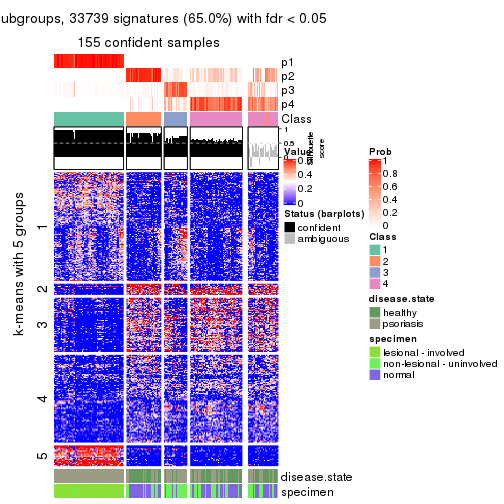 ubgroups, 33739 signatures (65.0%) with fdr < 0.05
155 confident samples
p1
p2
p3
p4
Class
1
0.5
0
Silhouette
score
k-means with 5 groups
1
2
3
4
5
disease.state
specimen
Value
0.6
0.4
0.2
0
Status (barplots)
confident
ambiguous
Prob
1
0.8
0.6
0.4
0.2
0
Class
1
2
3
4
disease.state
healthy
psoriasis
specimen
lesional - involved
non-lesional - uninvolved
normal